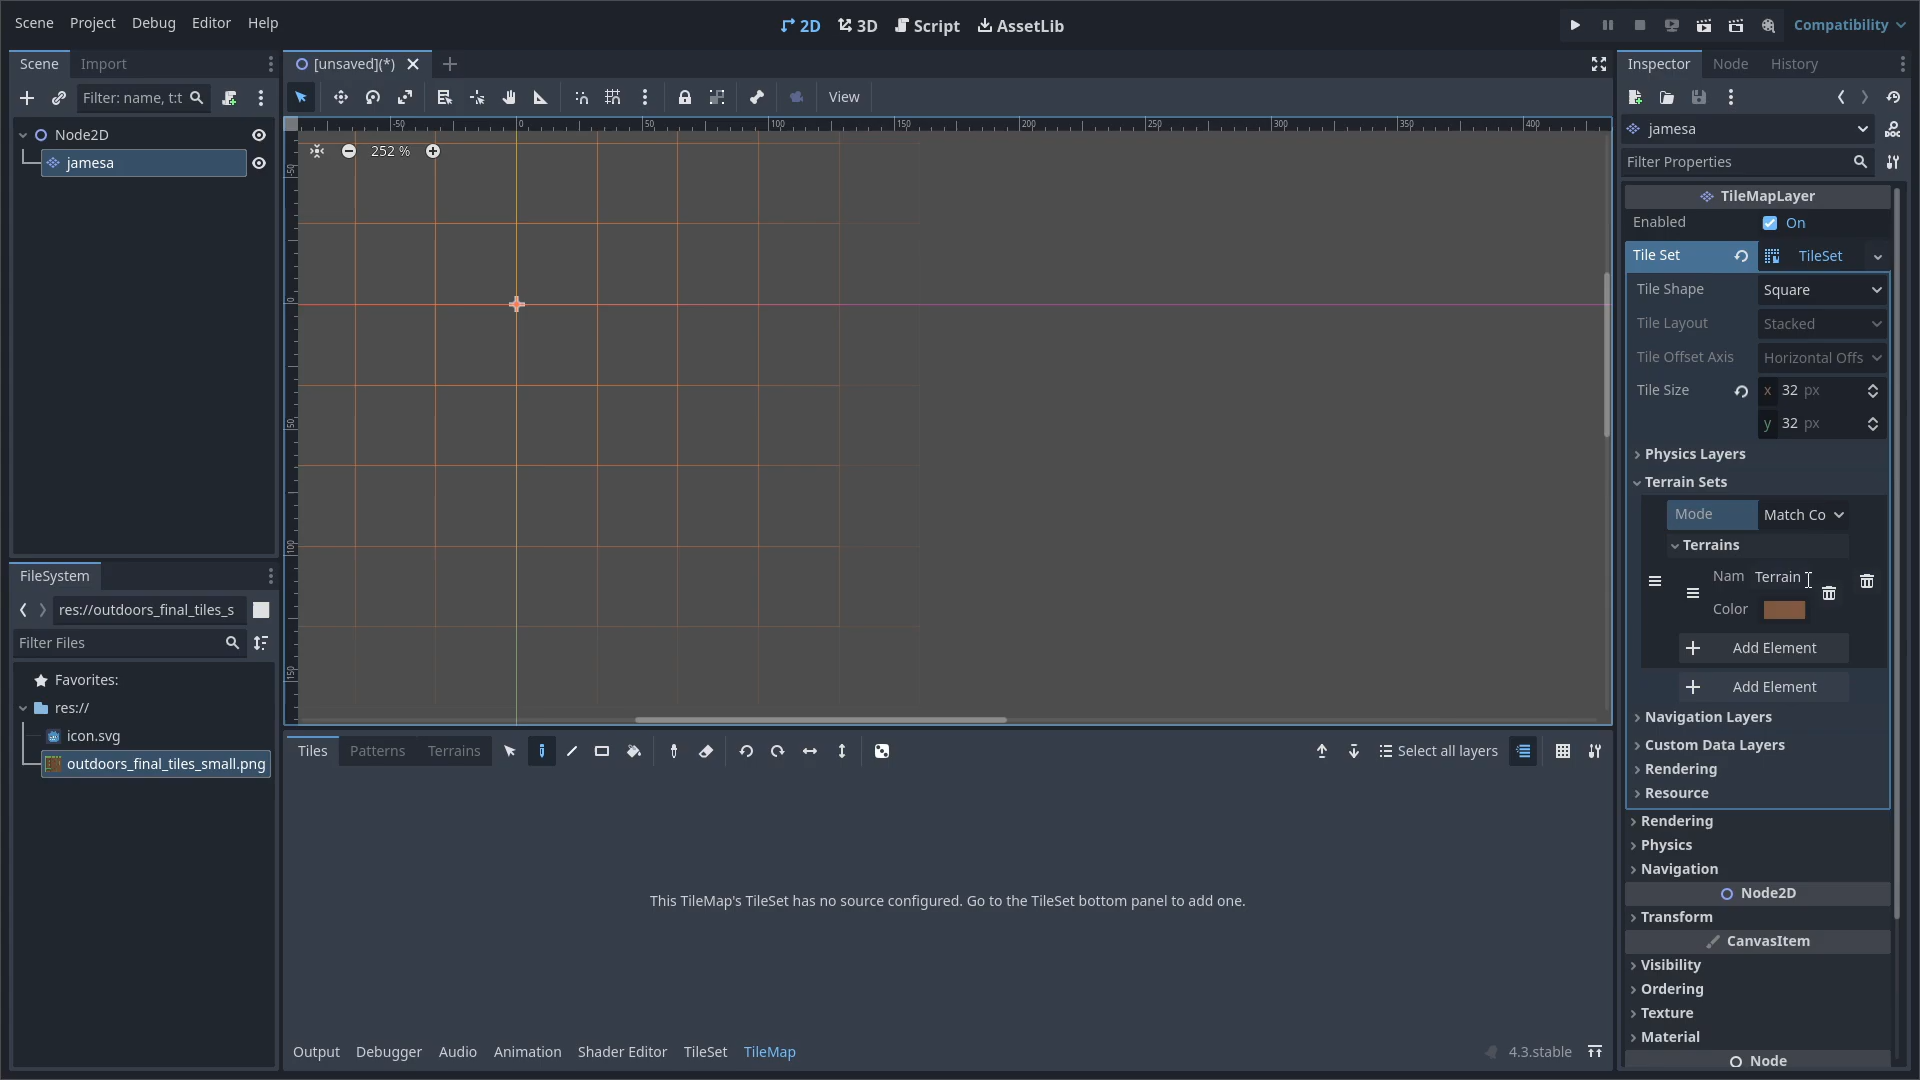 Scene Project Debug Editor Help
2D 3D Script AssetLib
Compatibility
Scene Import
Filter: name, t:t
Node2D
jamesa
FileSystem
res://outdoors_final_tiles_s
Filter Files
Favorites:
res://
icon.svg
outdoors_final_tiles_small.png
[unsaved](*)
View
-50 0 50 100 150 200 250 300 350 400
-50
0
50
100
150
252 %
Tiles Patterns Terrains
Select all layers
This TileMap's TileSet has no source configured. Go to the TileSet bottom panel to add one.
Output Debugger Audio Animation Shader Editor TileSet TileMap
4.3.stable
Inspector Node History
jamesa
Filter Properties
TileMapLayer
Enabled On
Tile Set TileSet
Tile Shape Square
Tile Layout Stacked
Tile Offset Axis Horizontal Offs
Tile Size x 32 px
y 32 px
Physics Layers
Terrain Sets
Mode Match Co
Terrains
Nam Terrain
Color
Add Element
Add Element
Navigation Layers
Custom Data Layers
Rendering
Resource
Rendering
Physics
Navigation
Node2D
Transform
CanvasItem
Visibility
Ordering
Texture
Material
Node